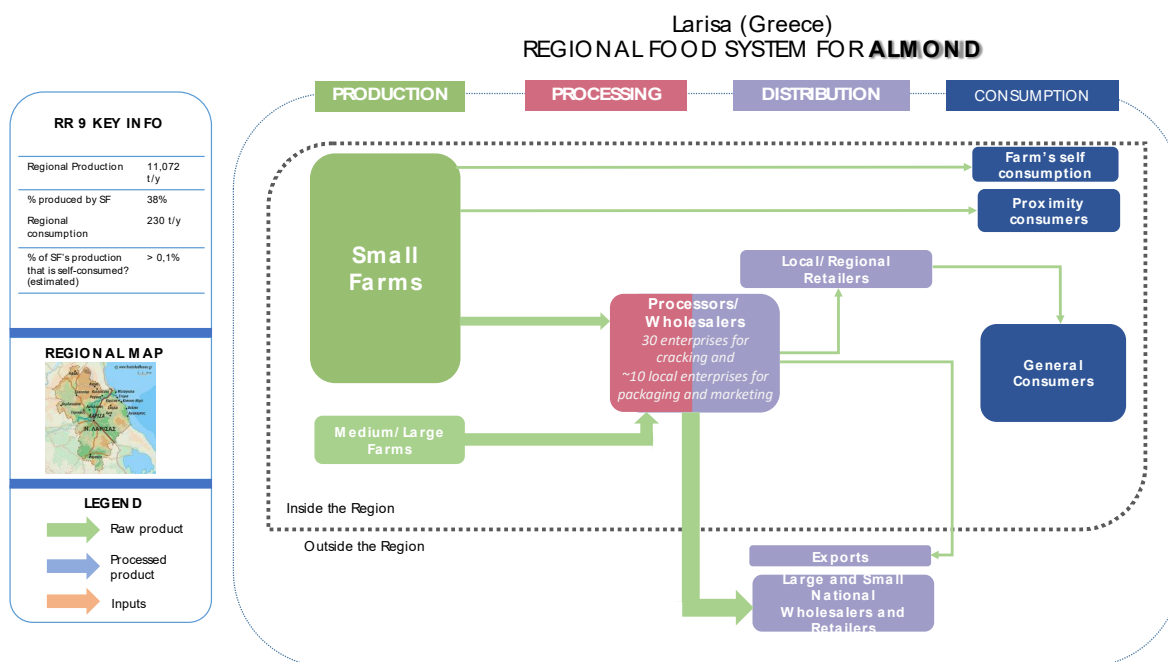 Larisa (Greece)
REGIONAL FOOD SYSTEM FOR ALMOND
PRODUCTION
PROCESSING
DISTRIBUTION
CONSUMPTION
RR 9 KEY INFO
Regional Production 11,072
t/y
% produced by SF 38%
Regional 230 t/y
consumption
% of SF's production > 0,1%
that is self-consumed?
(estimated)
REGIONAL MAP
ΛΑΡΙΣΑ
Ν. ΛΑΡΙΣΑΣ
LEGEND
Raw product
Processed
product
Inputs
Small
Farms
Medium/ Large
Farms
Processors/
Wholesalers
30 enterprises for
cracking and
~10 local enterprises for
packaging and marketing
Local/ Regional
Retailers
Farm's self
consumption
Proximity
consumers
General
Consumers
Inside the Region
Outside the Region
Exports
Large and Small
National
Wholesalers and
Retailers